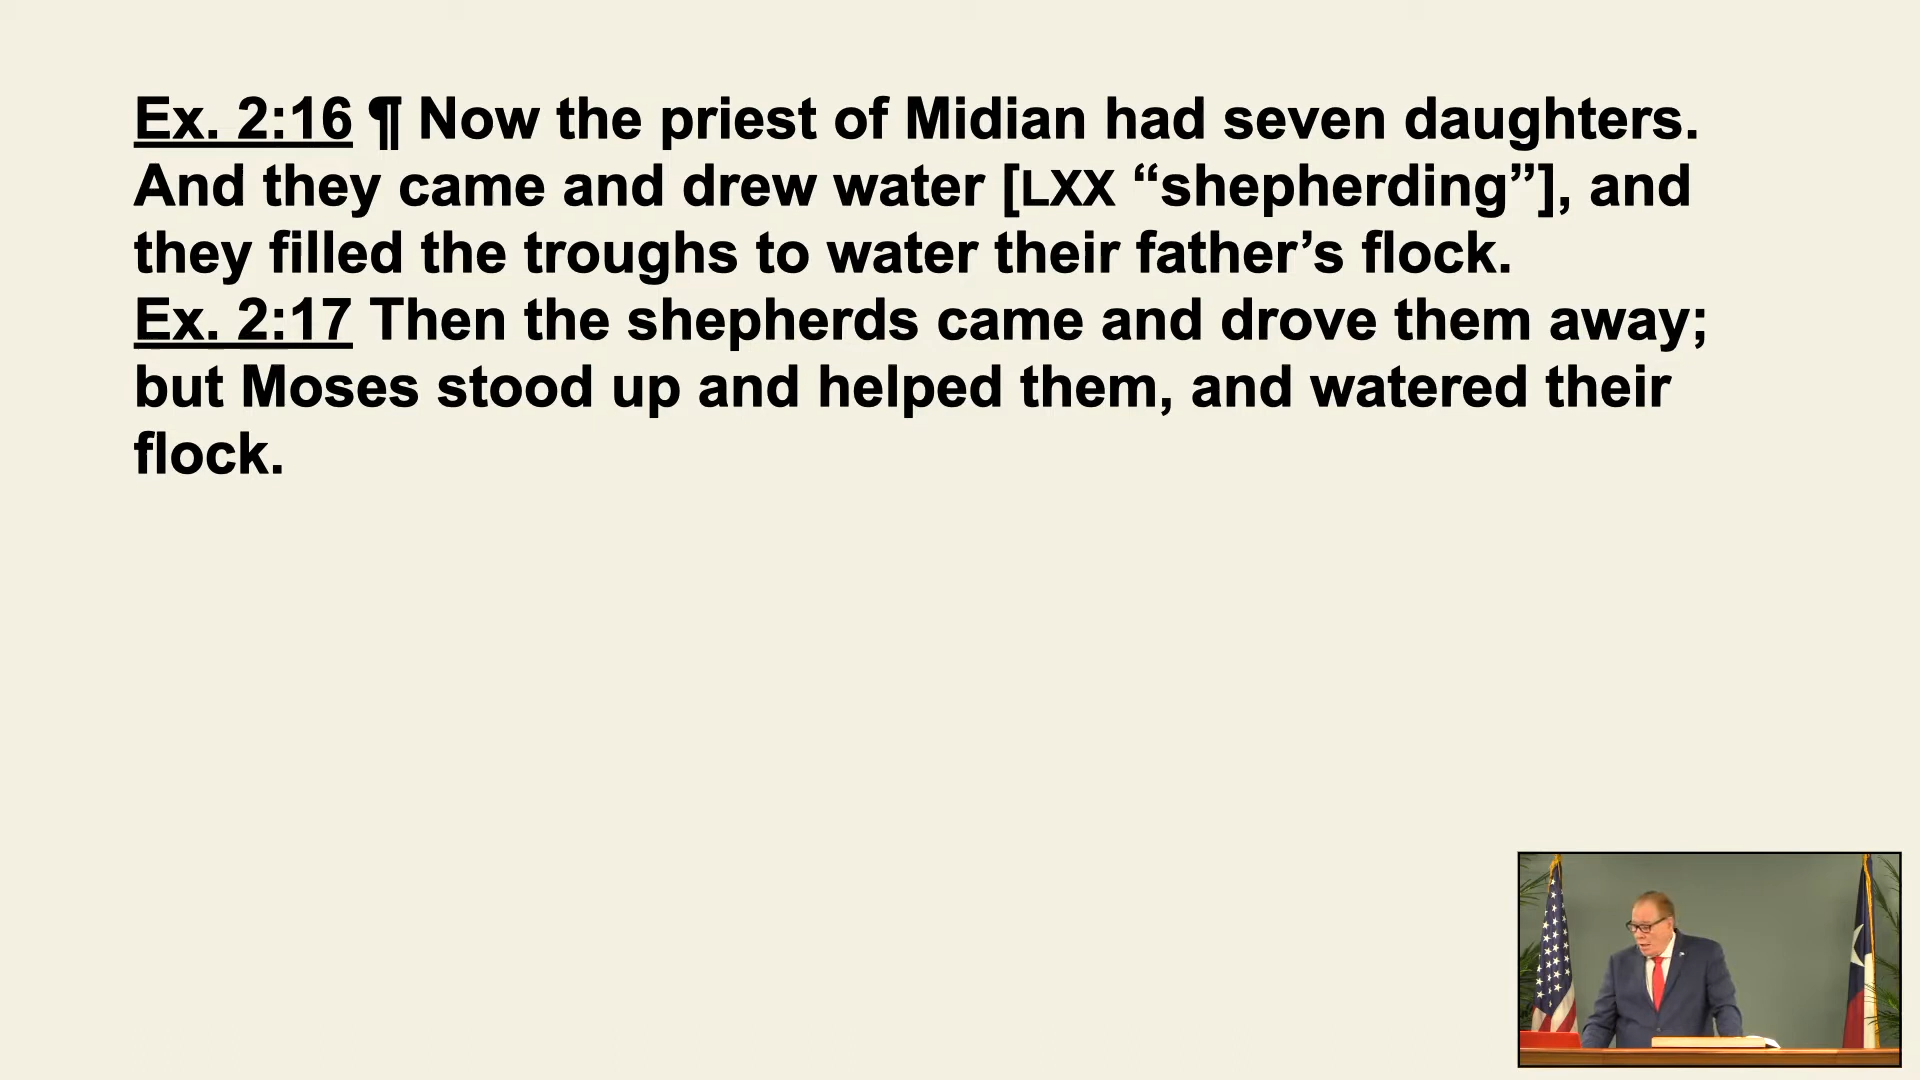 Ex. 2:16 ¶ Now the priest of Midian had seven daughters.
And they came and drew water [LXX “shepherding”], and
they filled the troughs to water their father’s flock.
Ex. 2:17 Then the shepherds came and drove them away;
but Moses stood up and helped them, and watered their
flock.